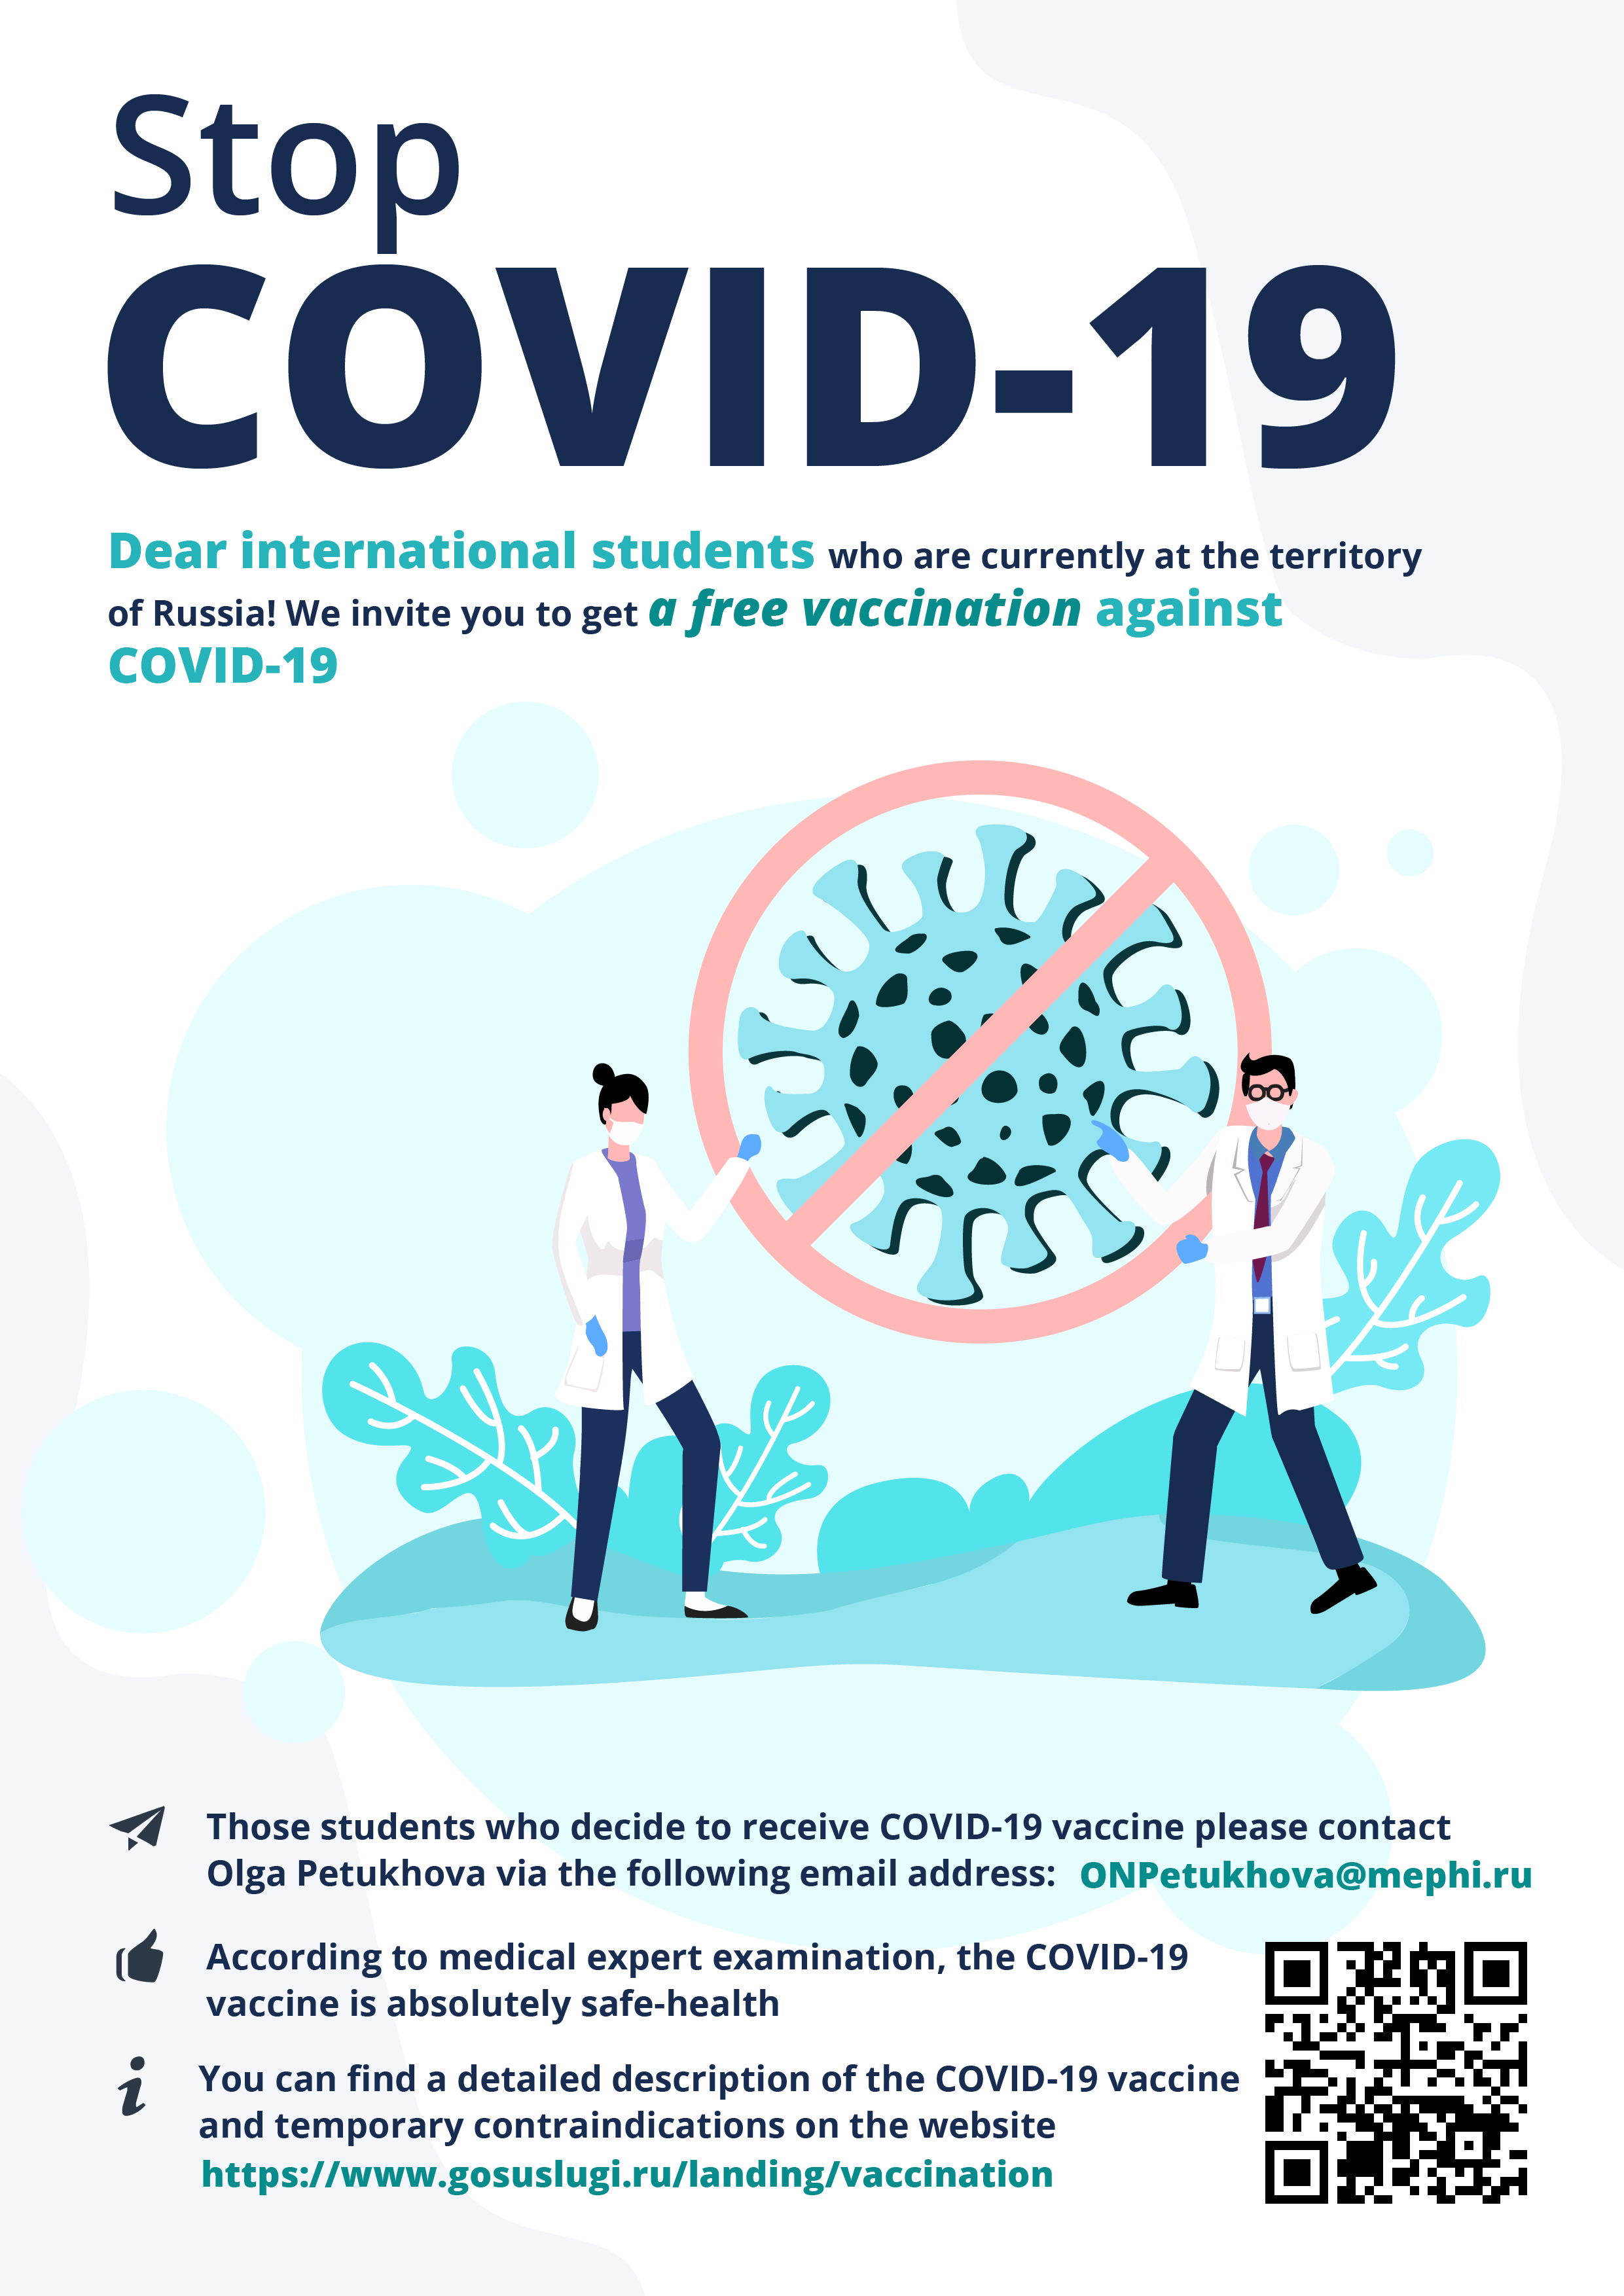 Stop
COVID-19
Dear international students who are currently at the territory
of Russia! We invite you to get a free vaccination against
COVID-19
Those students who decide to receive COVID-19 vaccine please contact
Olga Petukhova via the following email address: ONPetukhova@mephi.ru
According to medical expert examination, the COVID-19
vaccine is absolutely safe-health
You can find a detailed description of the COVID-19 vaccine
and temporary contraindications on the website
https://www.gosuslugi.ru/landing/vaccination